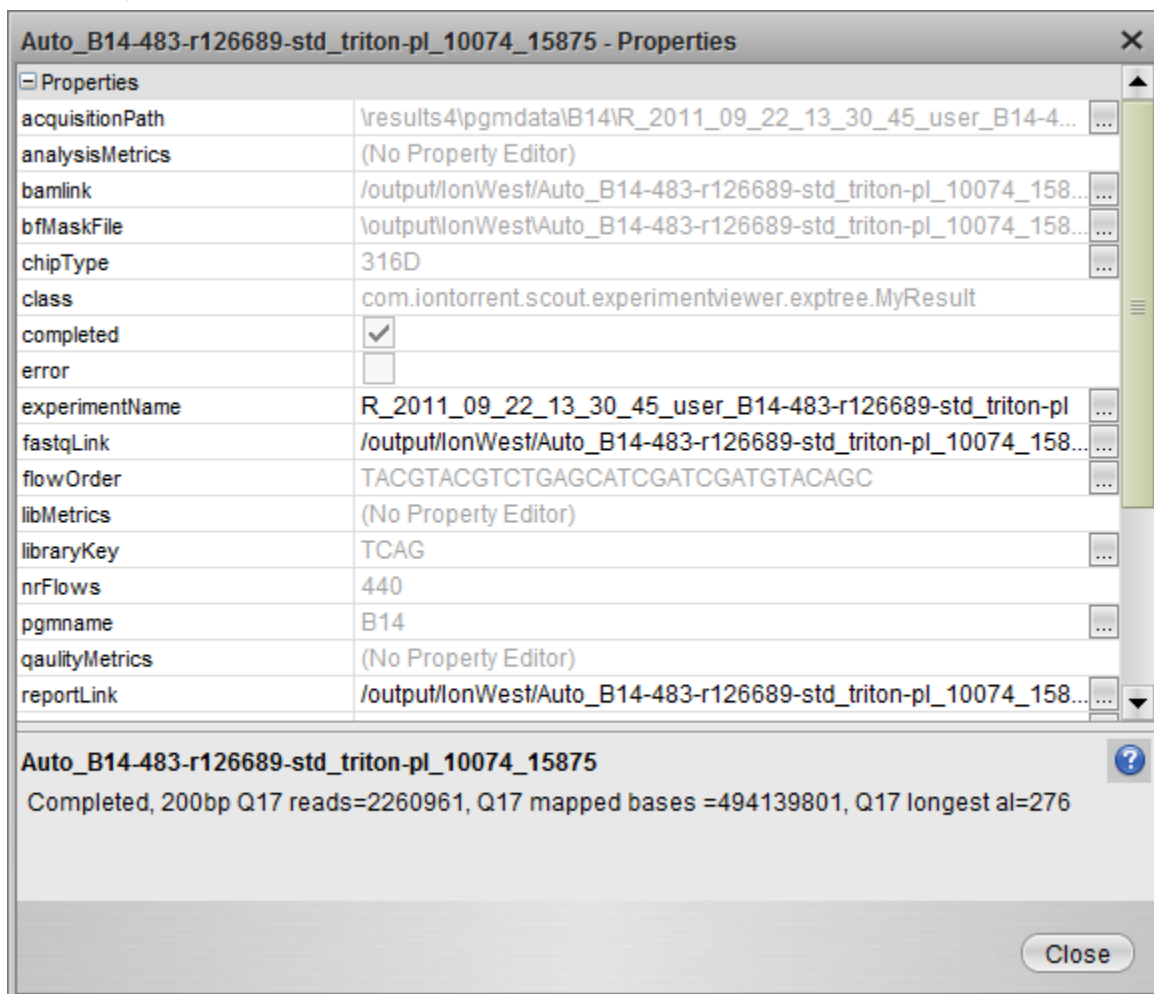 Auto_B14-483-r126689-std_triton-pl_10074_15875 - Properties
Properties
acquisitionPath \results4\pgmdata\B14\R_2011_09_22_13_30_45_user_B14-4... ...
analysisMetrics (No Property Editor)
bamlink /output/IonWest/Auto_B14-483-r126689-std_triton-pl_10074_158... ...
bfMaskFile \output\IonWest\Auto_B14-483-r126689-std_triton-pl_10074_158... ...
chipType 316D ...
class com.iontorrent.scout.experimentviewer.exptree.MyResult
completed
error
experimentName R_2011_09_22_13_30_45_user_B14-483-r126689-std_triton-pl ...
fastqLink /output/IonWest/Auto_B14-483-r126689-std_triton-pl_10074_158... ...
flowOrder TACGTACGTCTGAGCATCGATCGATGTACAGC ...
libMetrics (No Property Editor)
libraryKey TCAG ...
nrFlows 440
pgmname B14 ...
qaulityMetrics (No Property Editor)
reportLink /output/IonWest/Auto_B14-483-r126689-std_triton-pl_10074_158... ...
Auto_B14-483-r126689-std_triton-pl_10074_15875
Completed, 200bp Q17 reads=2260961, Q17 mapped bases =494139801, Q17 longest al=276
Close